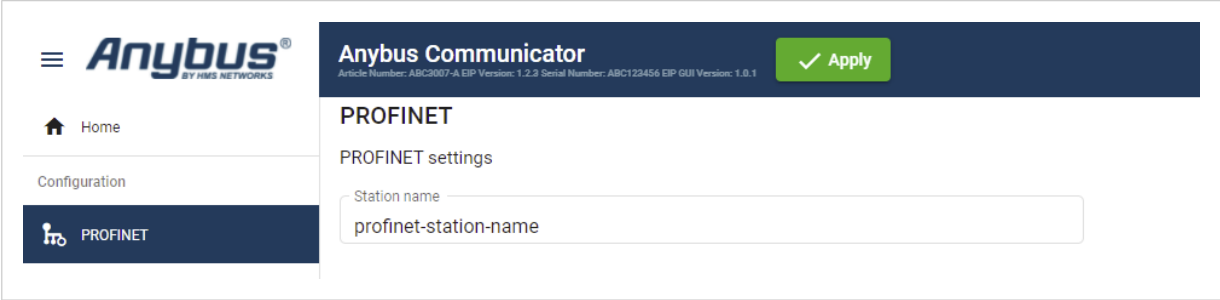 Anybus®
BY HMS NETWORKS
Anybus Communicator
Article Number: ABC3007-A EIP Version: 1.2.3 Serial Number: ABC123456 EIP GUI Version: 1.0.1
Apply
Home
Configuration
PROFINET
PROFINET
PROFINET settings
Station name
profinet-station-name